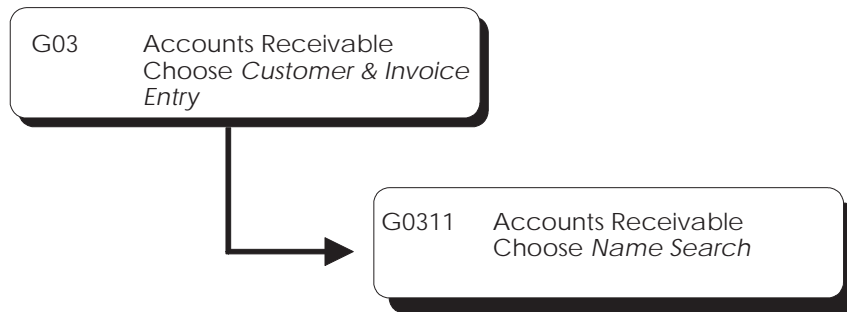 G03 Accounts Receivable
Choose Customer & Invoice
Entry
G0311 Accounts Receivable
Choose Name Search